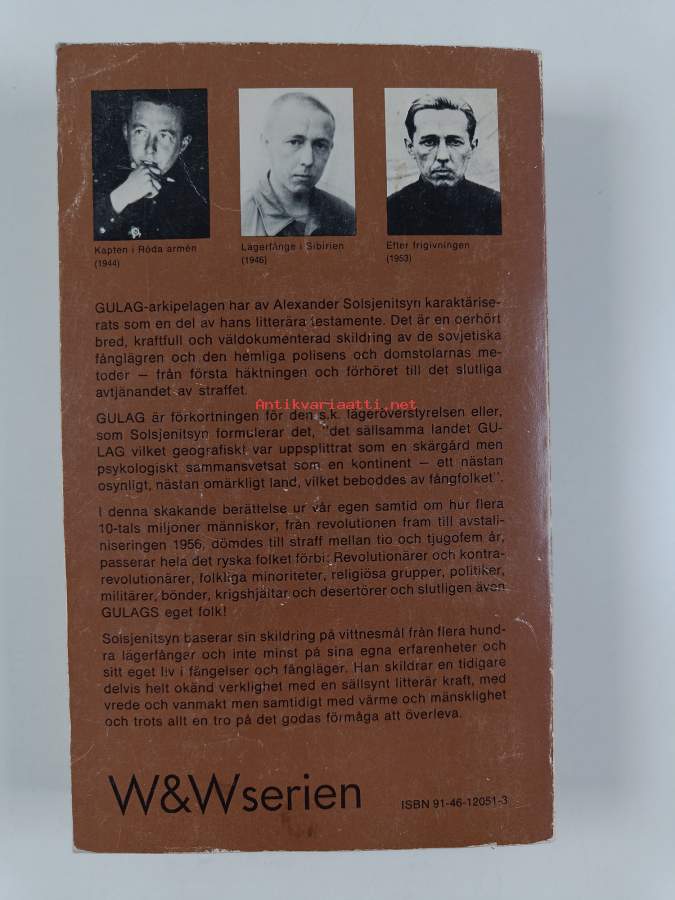 Kapten i Röda armén
(1944)
Lägerfånge i Sibirien
(1946)
Efter frigivningen
(1953)
GULAG-arkipelagen har av Alexander Solsjenitsyn karaktärise-
rats som en del av hans litterära testamente. Det är en oerhört
bred, kraftfull och väldokumenterad skildring av de sovjetiska
fånglägren och den hemliga polisens och domstolarnas me-
toder — från första häktningen och förhöret till det slutliga
avtjänandet av straffet.
Antikvariaatti.net
GULAG är förkortningen för den s.k. lägeröverstyrelsen eller,
som Solsjenitsyn formulerar det, "det sällsamma landet GU-
LAG vilket geografiskt var uppsplittrat som en skärgård men
psykologiskt sammansvetsat som en kontinent — ett nästan
osynligt, nästan omärkligt land, vilket beboddes av fångfolket".
I denna skakande berättelse ur vår egen samtid om hur flera
10-tals miljoner människor, från revolutionen fram till avstali-
niseringen 1956, dömdes till straff mellan tio och tjugofem år,
passerar hela det ryska folket förbi: Revolutionärer och kontra-
revolutionärer, folkliga minoriteter, religiösa grupper, politiker,
militärer, bönder, krigshjältar och desertörer och slutligen även
GULAGS eget folk!
Solsjenitsyn baserar sin skildring på vittnesmål från flera hund-
ra lägerfångar och inte minst på sina egna erfarenheter och
sitt eget liv i fängelser och fångläger. Han skildrar en tidigare
delvis helt okänd verklighet med en sällsynt litterär kraft, med
vrede och vanmakt men samtidigt med värme och mänsklighet
och trots allt en tro på det godas förmåga att överleva.
W&Wserien
ISBN 91-46-12051-3